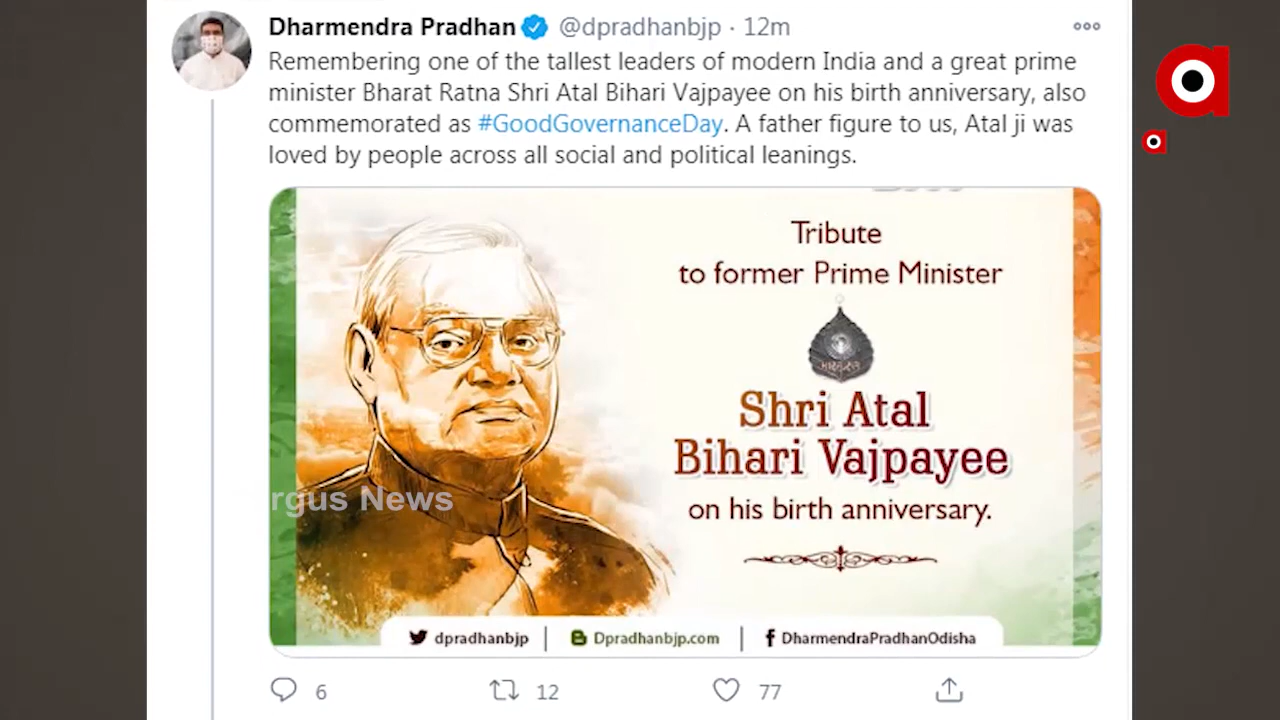 Dharmendra Pradhan @dpradhanbjp · 12m
Remembering one of the tallest leaders of modern India and a great prime
minister Bharat Ratna Shri Atal Bihari Vajpayee on his birth anniversary, also
commemorated as #GoodGovernanceDay. A father figure to us, Atal ji was
loved by people across all social and political leanings.
Tribute
to former Prime Minister
Shri Atal
Bihari Vajpayee
on his birth anniversary.
rgus News
dpradhanbjp | Dpradhanbjp.com | DharmendraPradhanOdisha
6 12 77